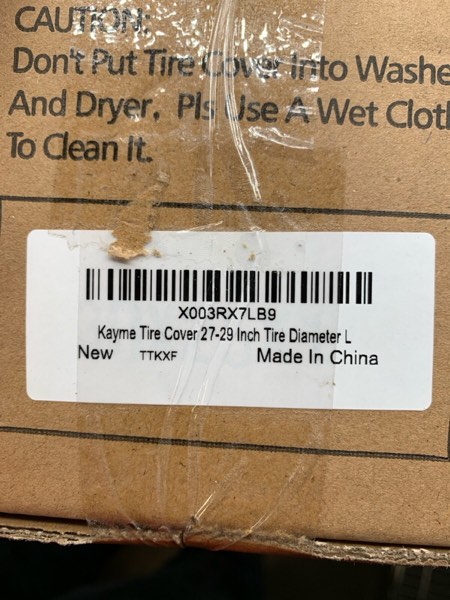 CAUTION:
Don't Put Tire Cover Into Washe
And Dryer, Pls Use A Wet Clotl
To Clean It.
X003RX7LB9
Kayme Tire Cover 27-29 Inch Tire Diameter L
New TTKXF Made In China